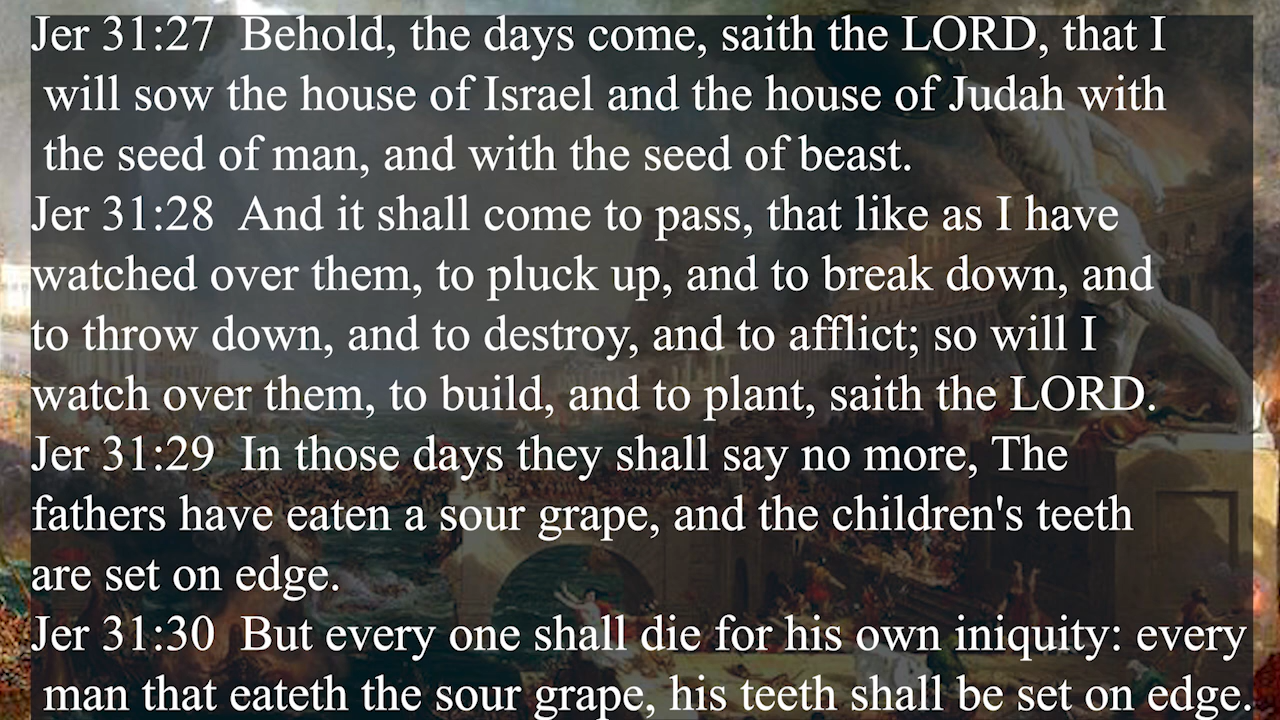 Jer 31:27  Behold, the days come, saith the LORD, that I
will sow the house of Israel and the house of Judah with
the seed of man, and with the seed of beast.
Jer 31:28  And it shall come to pass, that like as I have
watched over them, to pluck up, and to break down, and
to throw down, and to destroy, and to afflict; so will I
watch over them, to build, and to plant, saith the LORD.
Jer 31:29  In those days they shall say no more, The
fathers have eaten a sour grape, and the children's teeth
are set on edge.
Jer 31:30  But every one shall die for his own iniquity: every
man that eateth the sour grape, his teeth shall be set on edge.